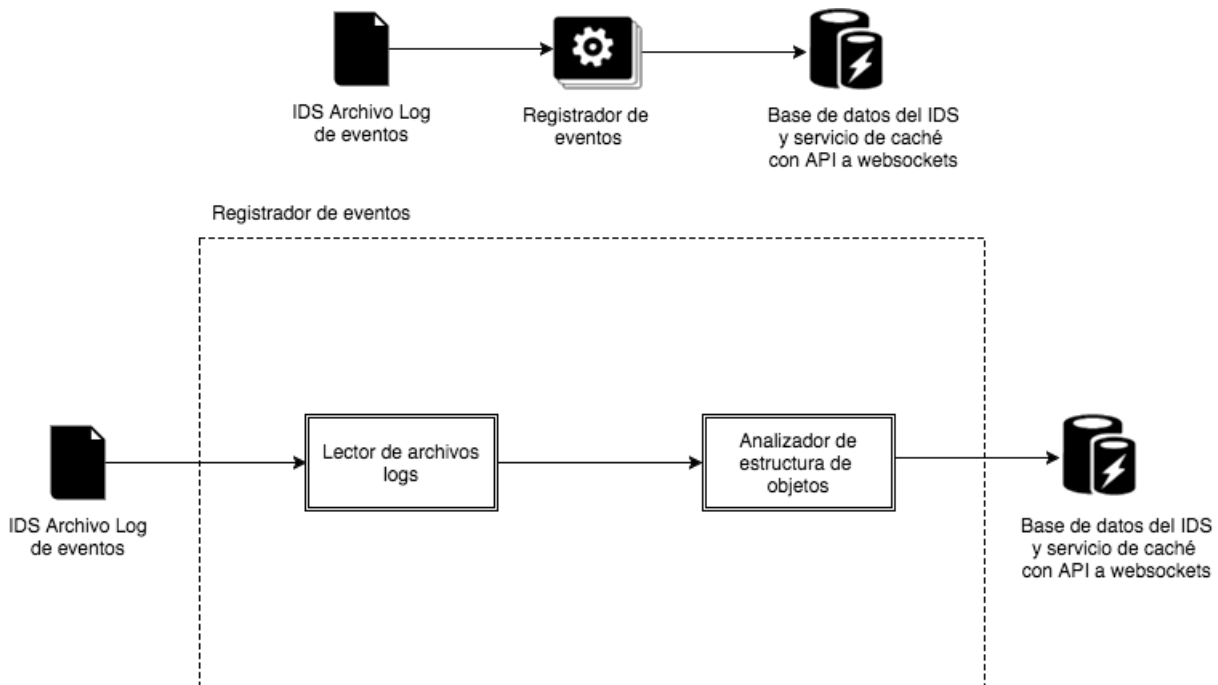 IDS Archivo Log
de eventos
Registrador de
eventos
Base de datos del IDS
y servicio de caché
con API a websockets
Registrador de eventos
IDS Archivo Log
de eventos
Lector de archivos
logs
Analizador de
estructura de
objetos
Base de datos del IDS
y servicio de caché
con API a websockets